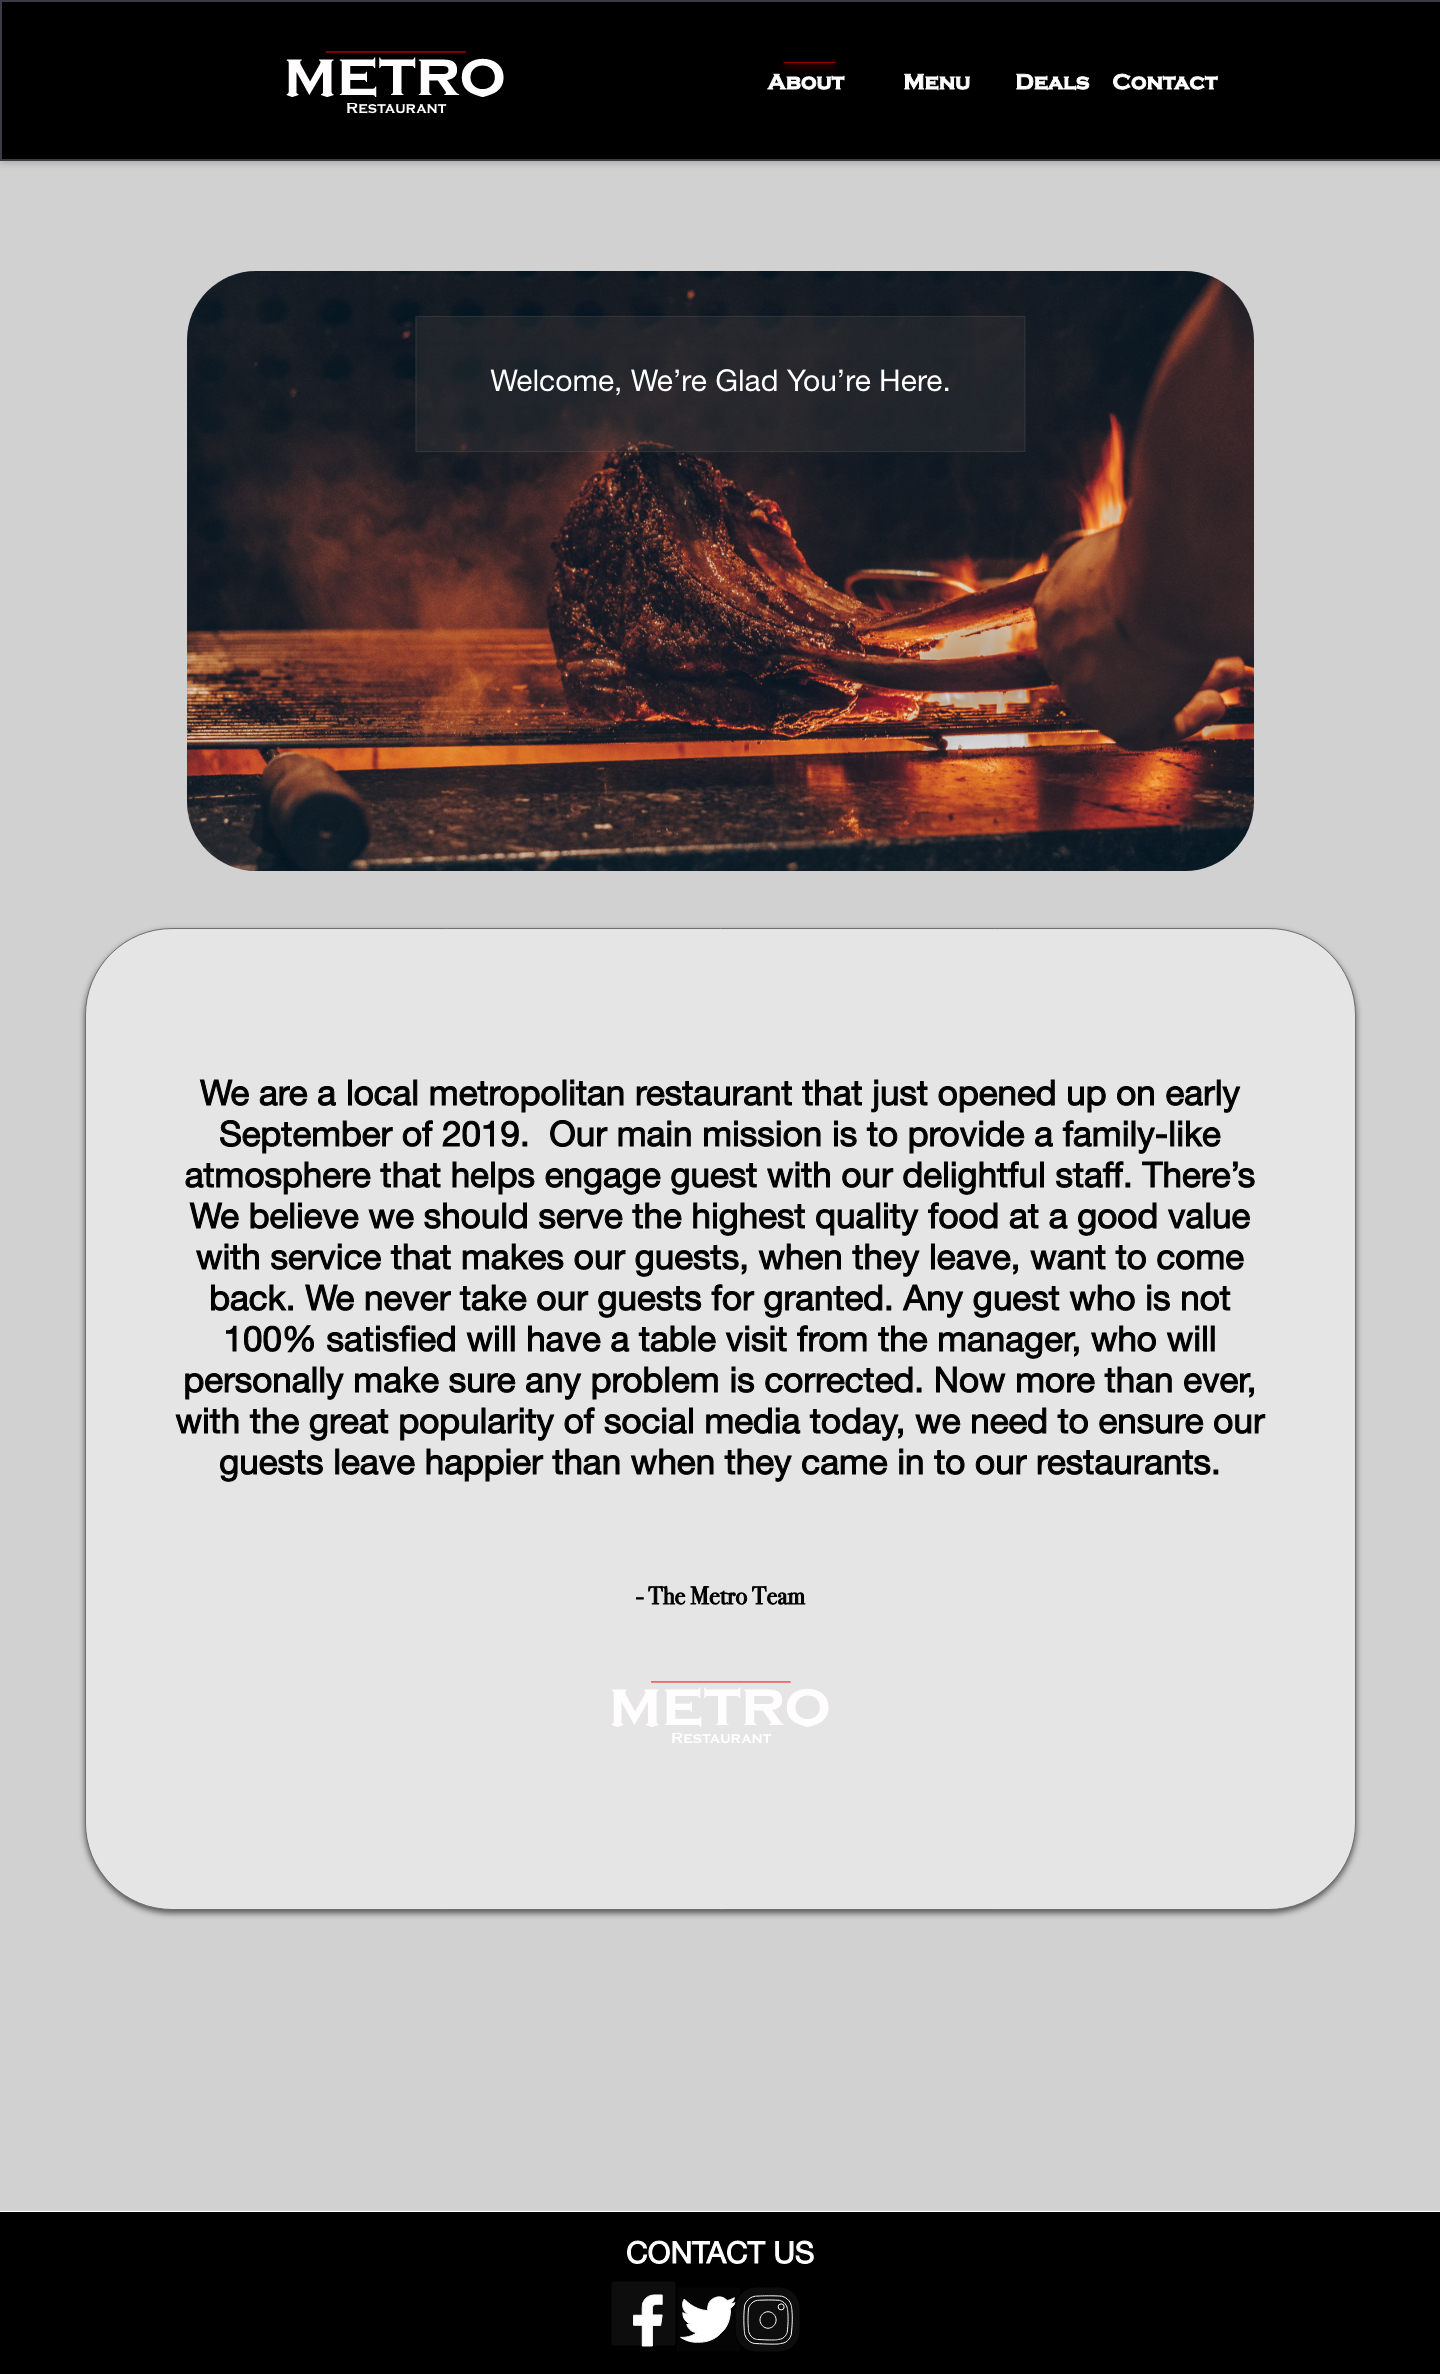 METRO
RESTAURANT
ABOUT MENU DEALS CONTACT
Welcome, We’re Glad You’re Here.
We are a local metropolitan restaurant that just opened up on early
September of 2019.  Our main mission is to provide a family-like
atmosphere that helps engage guest with our delightful staff. There’s
We believe we should serve the highest quality food at a good value
with service that makes our guests, when they leave, want to come
back. We never take our guests for granted. Any guest who is not
100% satisfied will have a table visit from the manager, who will
personally make sure any problem is corrected. Now more than ever,
with the great popularity of social media today, we need to ensure our
guests leave happier than when they came in to our restaurants.
- The Metro Team
METRO
RESTAURANT
CONTACT US